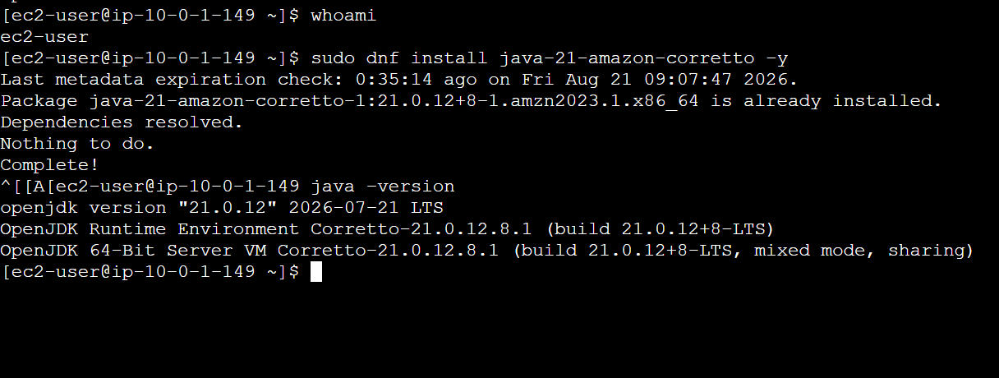 [ec2-user@ip-10-0-1-149 ~]$ whoami
ec2-user
[ec2-user@ip-10-0-1-149 ~]$ sudo dnf install java-21-amazon-corretto -y
Last metadata expiration check: 0:35:14 ago on Fri Aug 21 09:07:47 2026.
Package java-21-amazon-corretto-1:21.0.12+8-1.amzn2023.1.x86_64 is already installed.
Dependencies resolved.
Nothing to do.
Complete!
^[[A[ec2-user@ip-10-0-1-149 java -version
openjdk version "21.0.12" 2026-07-21 LTS
OpenJDK Runtime Environment Corretto-21.0.12.8.1 (build 21.0.12+8-LTS)
OpenJDK 64-Bit Server VM Corretto-21.0.12.8.1 (build 21.0.12+8-LTS, mixed mode, sharing)
[ec2-user@ip-10-0-1-149 ~]$